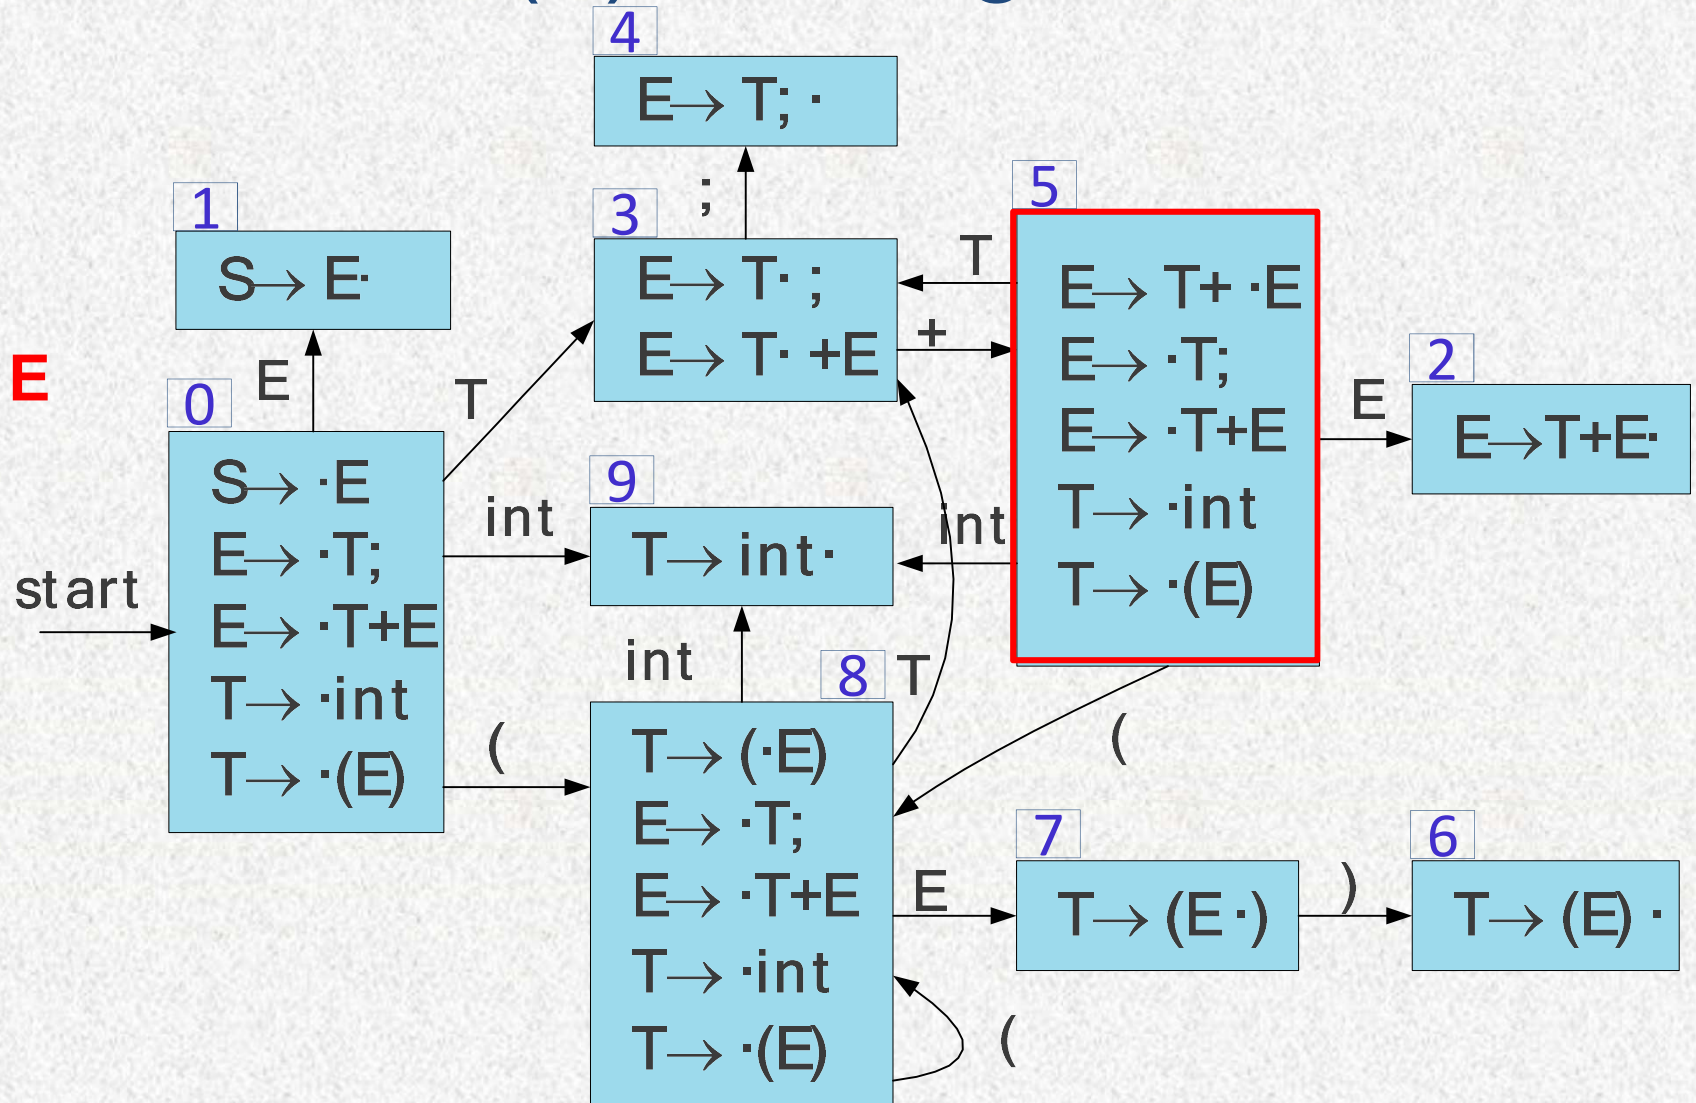 4
E→ T; ·
;
1
S→ E·
E
3
E→ T· ;
E→ T· +E
T
+
5
E→ T+ ·E
E→ ·T;
E→ ·T+E
T→ ·int
T→ ·(E)
E
2
E→T+E·
E
0
S→ ·E
E→ ·T;
E→ ·T+E
T→ ·int
T→ ·(E)
start
T
int
(
9
T→ int·
int
int
8
T
T→ (·E)
E→ ·T;
E→ ·T+E
T→ ·int
T→ ·(E)
(
E
(
7
T→ (E·)
)
6
T→ (E) ·